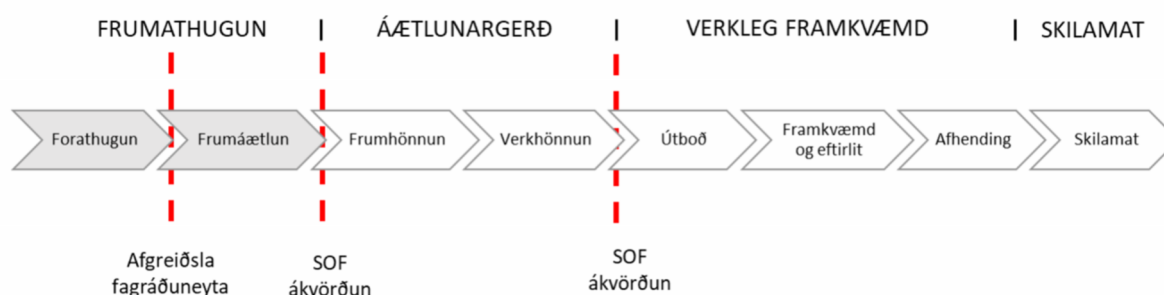 FRUMATHUGUN | ÁÆTLUNARGERÐ | VERKLEG FRAMKVÆMD | SKILAMAT
Forathugun
Frumáætlun
Frumhönnun
Verkhönnun
Útboð
Framkvæmd
og eftirlit
Afhending
Skilamat
Afgreiðsla
fagráðuneyta
SOF
ákvörðun
SOF
ákvörðun